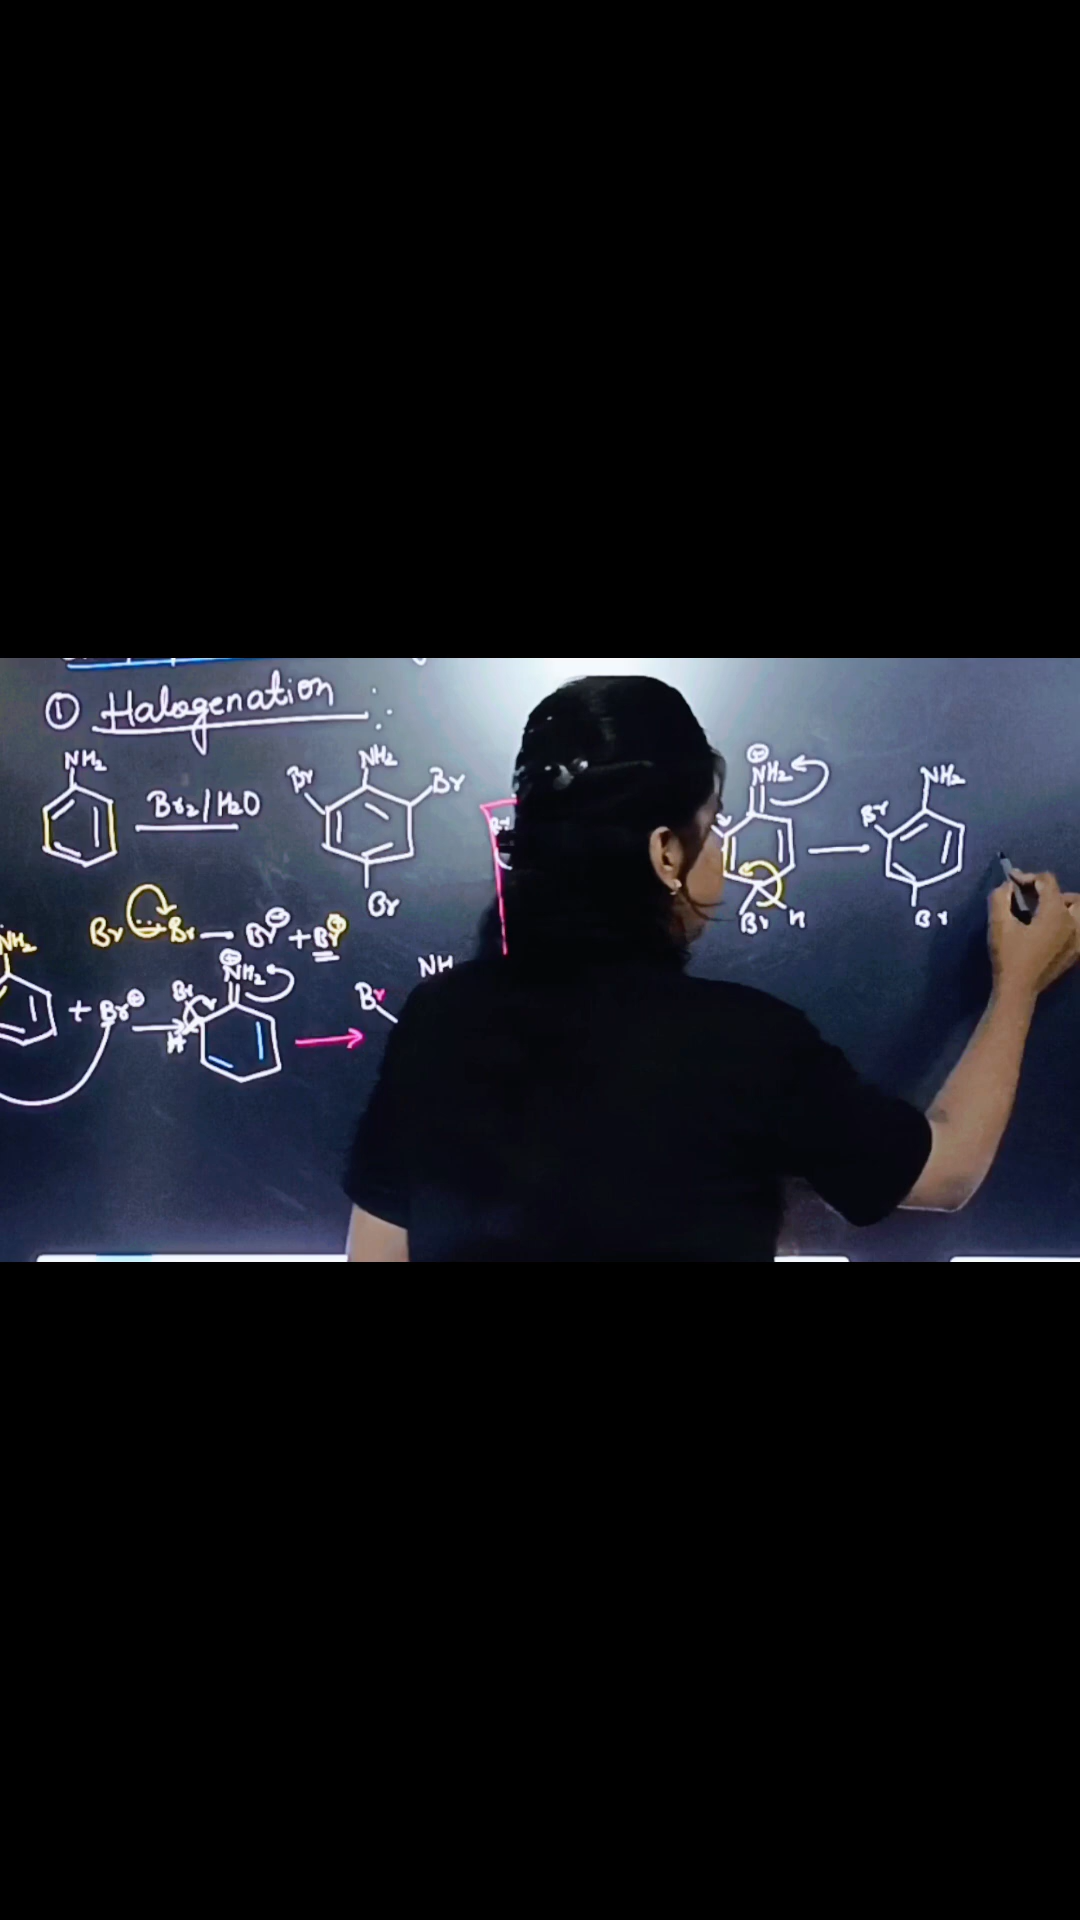 ① Halogenation :
NH₂
Br₂/H₂O
Br
NH₂
Br
Br
Br Br → Br⊖ + Br⊕
NH₂
+ Br⊕ →
Br
H
⊕
NH₂
→
Br
NH
Br
⊕
NH₂
Br
H
→
NH₂
Br
Br